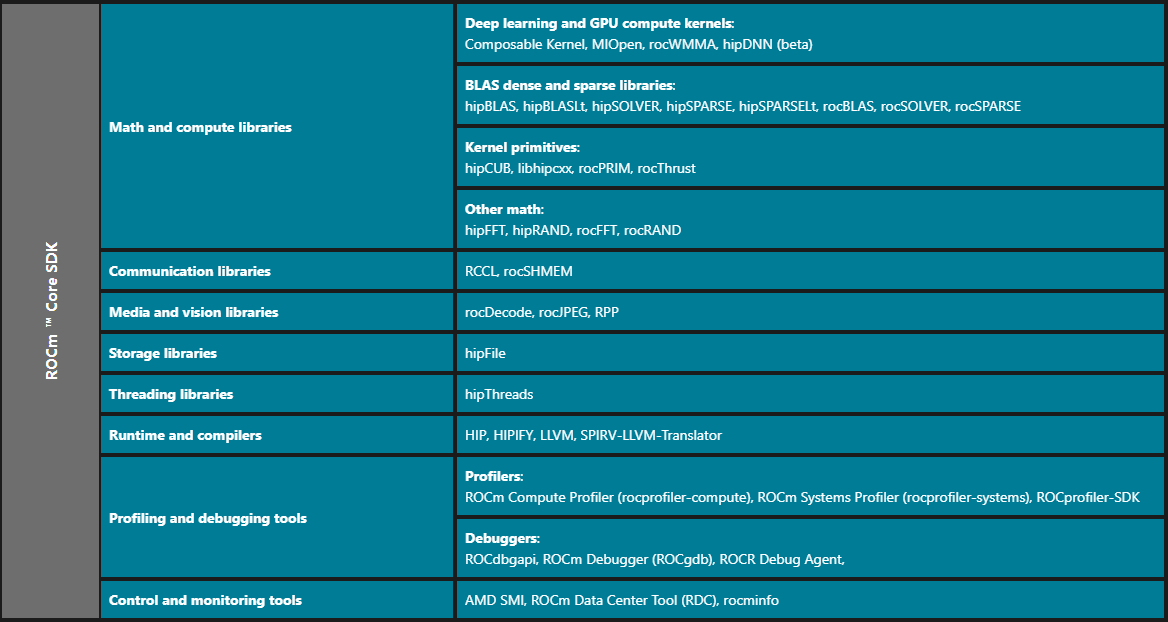 ROCm ™ Core SDK
Math and compute libraries
Deep learning and GPU compute kernels:
Composable Kernel, MIOpen, rocWMMA, hipDNN (beta)
BLAS dense and sparse libraries:
hipBLAS, hipBLASLt, hipSOLVER, hipSPARSE, hipSPARSELt, rocBLAS, rocSOLVER, rocSPARSE
Kernel primitives:
hipCUB, libhipcxx, rocPRIM, rocThrust
Other math:
hipFFT, hipRAND, rocFFT, rocRAND
Communication libraries
RCCL, rocSHMEM
Media and vision libraries
rocDecode, rocJPEG, RPP
Storage libraries
hipFile
Threading libraries
hipThreads
Runtime and compilers
HIP, HIPIFY, LLVM, SPIRV-LLVM-Translator
Profiling and debugging tools
Profilers:
ROCm Compute Profiler (rocprofiler-compute), ROCm Systems Profiler (rocprofiler-systems), ROCprofiler-SDK
Debuggers:
ROCdbgapi, ROCm Debugger (ROCgdb), ROCR Debug Agent,
Control and monitoring tools
AMD SMI, ROCm Data Center Tool (RDC), rocminfo